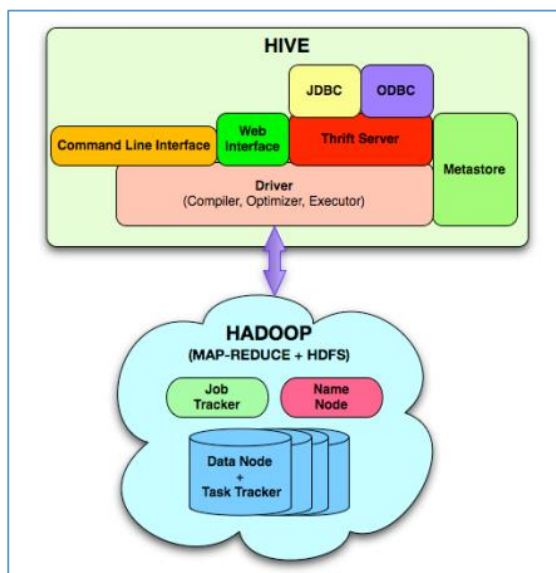 HIVE
JDBC
ODBC
Command Line Interface
Web
Interface
Thrift Server
Metastore
Driver
(Compiler, Optimizer, Executor)
HADOOP
(MAP-REDUCE + HDFS)
Job
Tracker
Name
Node
Data Node
+
Task Tracker